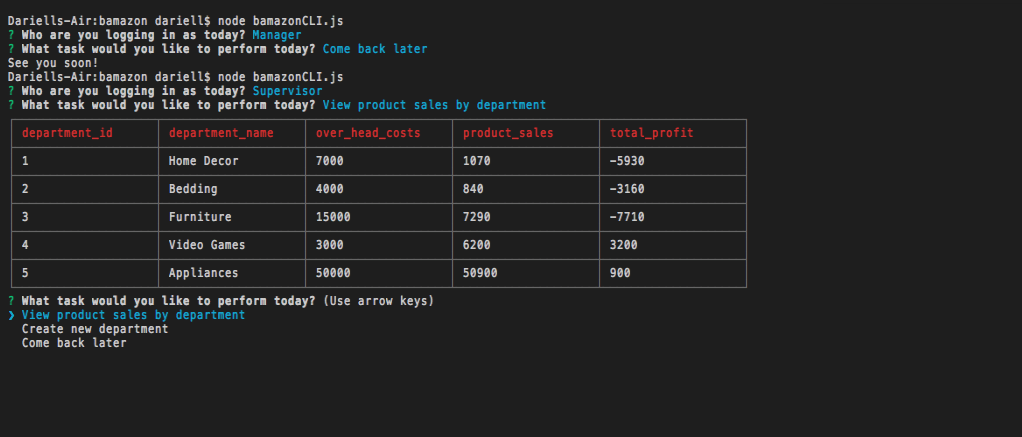 Dariells-Air:bamazon dariell$ node bamazonCLI.js
? Who are you logging in as today? Manager
? What task would you like to perform today? Come back later
See you soon!
Dariells-Air:bamazon dariell$ node bamazonCLI.js
? Who are you logging in as today? Supervisor
? What task would you like to perform today? View product sales by department
department_id department_name over_head_costs product_sales total_profit
1 Home Decor 7000 1070 -5930
2 Bedding 4000 840 -3160
3 Furniture 15000 7290 -7710
4 Video Games 3000 6200 3200
5 Appliances 50000 50900 900
? What task would you like to perform today? (Use arrow keys)
❯ View product sales by department
Create new department
Come back later